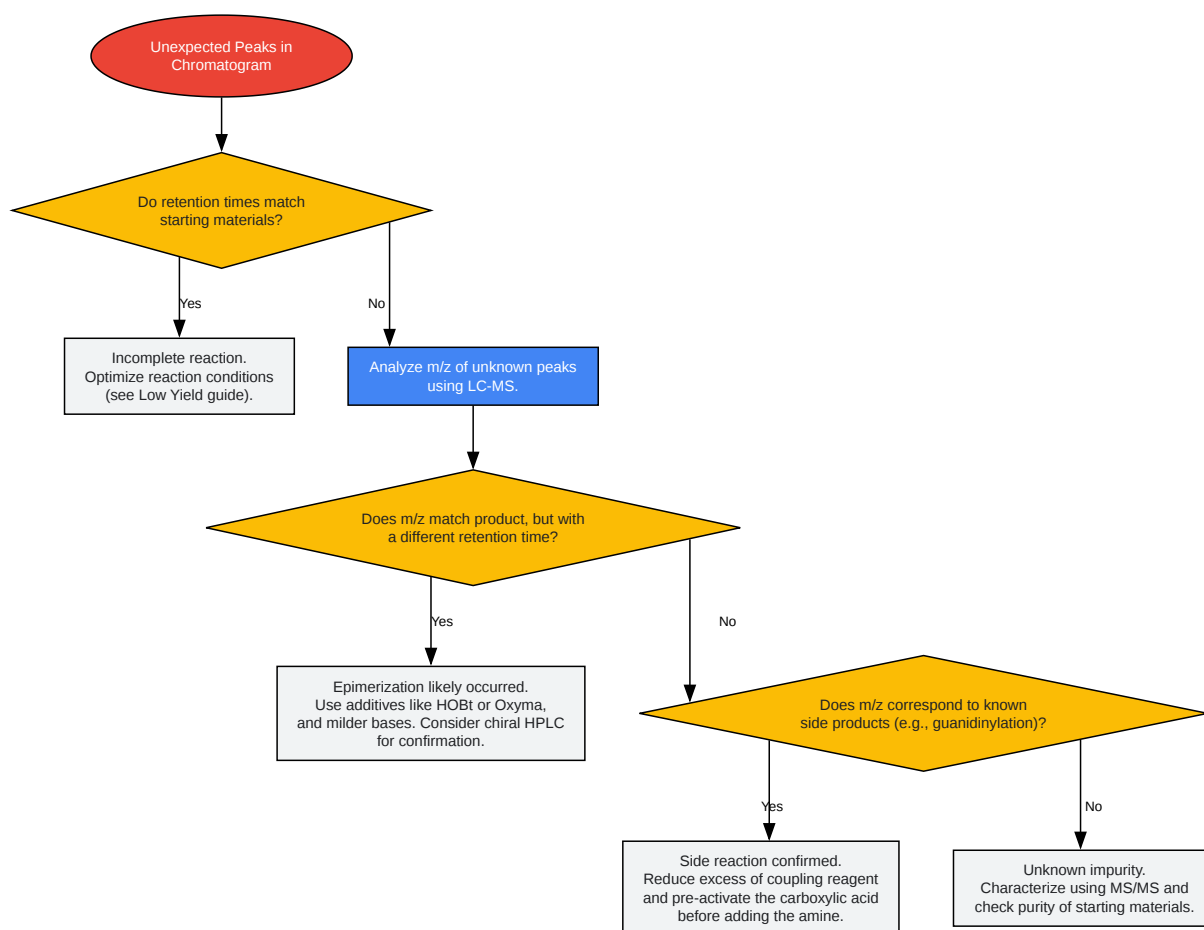 Unexpected Peaks in
Chromatogram
Do retention times match
starting materials?
Yes
No
Incomplete reaction.
Optimize reaction conditions
(see Low Yield guide).
Analyze m/z of unknown peaks
using LC-MS.
Does m/z match product, but with
a different retention time?
Yes
No
Epimerization likely occurred.
Use additives like HOBt or Oxyma,
and milder bases. Consider chiral HPLC
for confirmation.
Does m/z correspond to known
side products (e.g., guanidinylation)?
Yes
No
Side reaction confirmed.
Reduce excess of coupling reagent
and pre-activate the carboxylic acid
before adding the amine.
Unknown impurity.
Characterize using MS/MS and
check purity of starting materials.